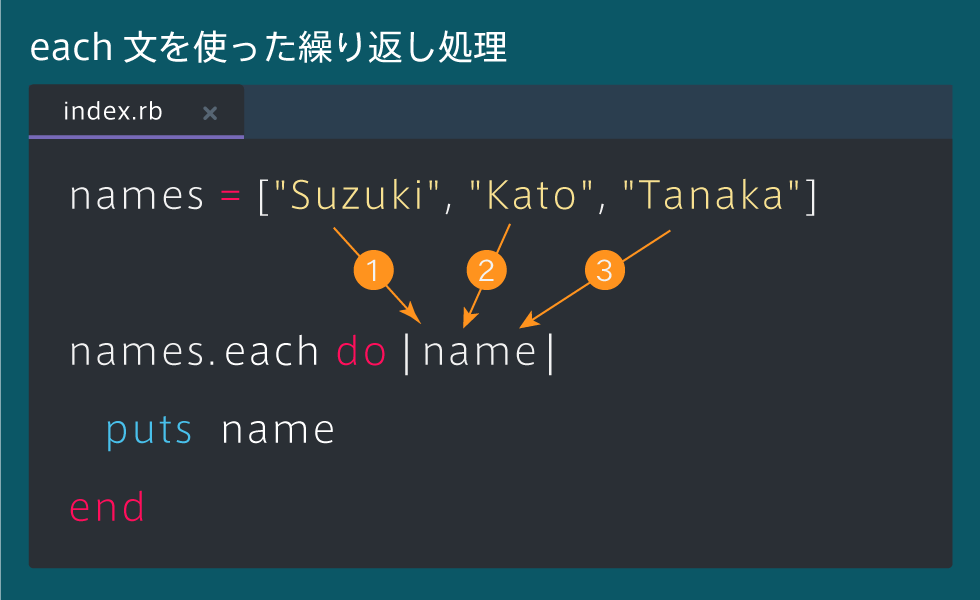 each 文を使った繰り返し処理
index.rb ×
names = ["Suzuki", "Kato", "Tanaka"]
1 2 3
names.each do |name|
puts name
end